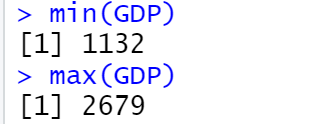 > min(GDP)
[1] 1132
> max(GDP)
[1] 2679